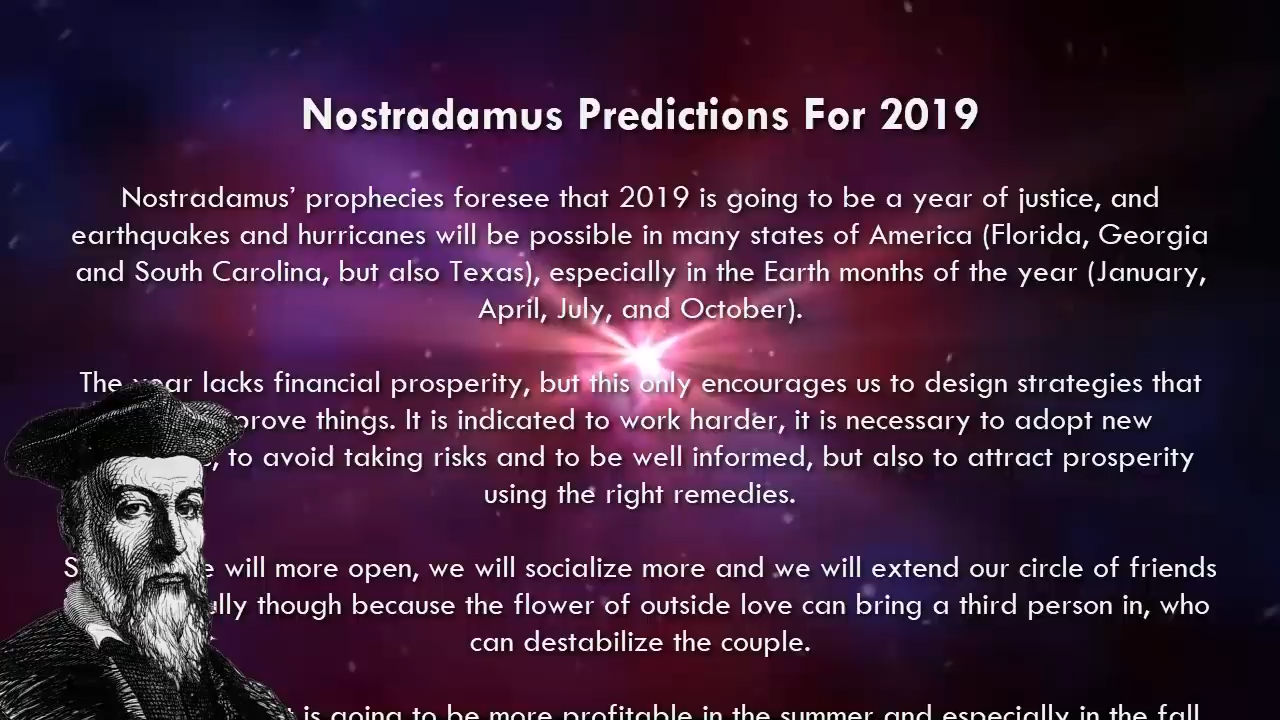 Nostradamus Predictions For 2019
Nostradamus’ prophecies foresee that 2019 is going to be a year of justice, and
earthquakes and hurricanes will be possible in many states of America (Florida, Georgia
and South Carolina, but also Texas), especially in the Earth months of the year (January,
April, July, and October).
The year lacks financial prosperity, but this only encourages us to design strategies that
prove things. It is indicated to work harder, it is necessary to adopt new
, to avoid taking risks and to be well informed, but also to attract prosperity
using the right remedies.
will more open, we will socialize more and we will extend our circle of friends
though because the flower of outside love can bring a third person in, who
can destabilize the couple.
is going to be more profitable in the summer and especially in the fall